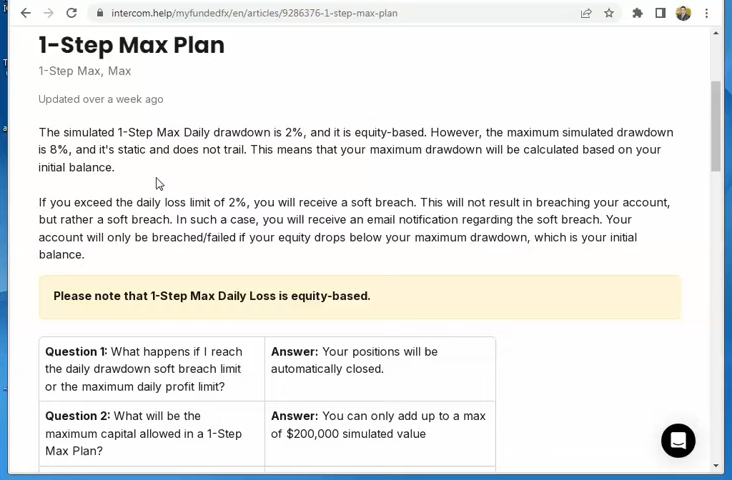 intercom.help/myfundedfx/en/articles/9286376-1-step-max-plan
1-Step Max Plan
1-Step Max, Max
Updated over a week ago
The simulated 1-Step Max Daily drawdown is 2%, and it is equity-based. However, the maximum simulated drawdown
is 8%, and it's static and does not trail. This means that your maximum drawdown will be calculated based on your
initial balance.
If you exceed the daily loss limit of 2%, you will receive a soft breach. This will not result in breaching your account,
but rather a soft breach. In such a case, you will receive an email notification regarding the soft breach. Your
account will only be breached/failed if your equity drops below your maximum drawdown, which is your initial
balance.
Please note that 1-Step Max Daily Loss is equity-based.
Question 1: What happens if I reach
the daily drawdown soft breach limit
or the maximum daily profit limit?
Answer: Your positions will be
automatically closed.
Question 2: What will be the
maximum capital allowed in a 1-Step
Max Plan?
Answer: You can only add up to a max
of $200,000 simulated value